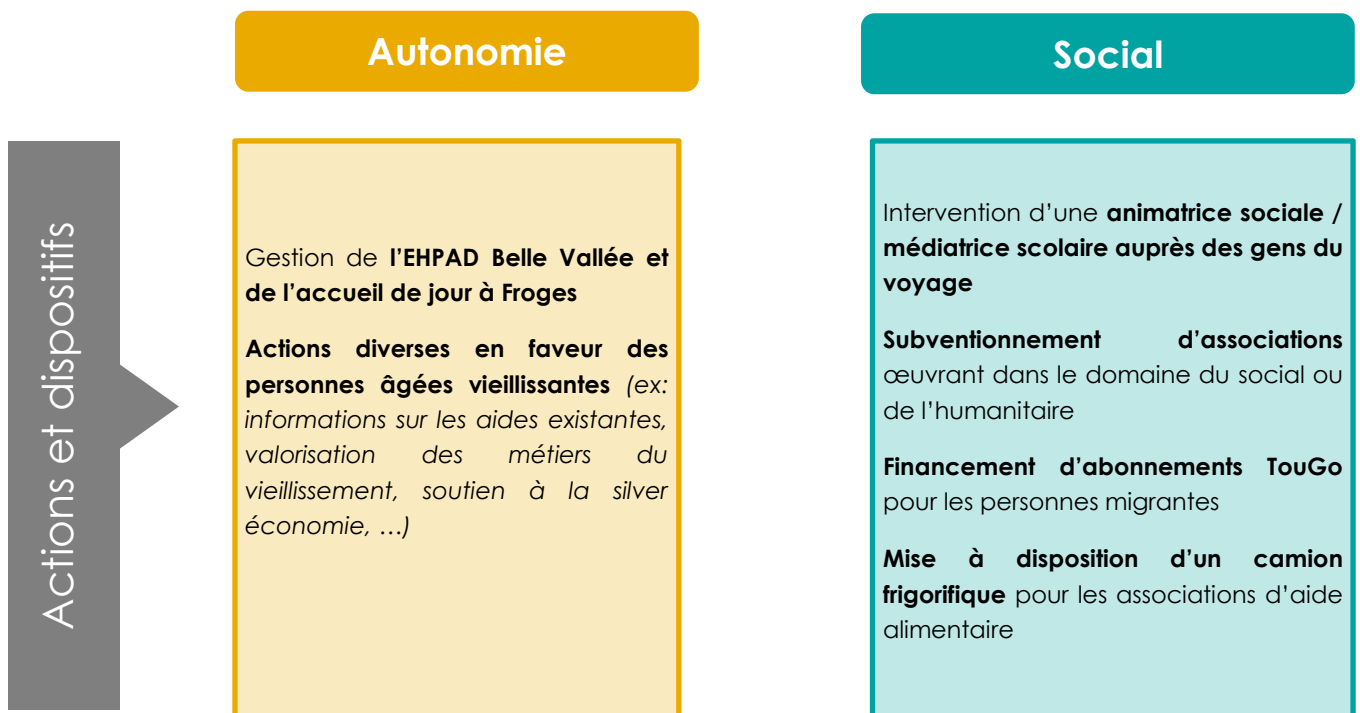 Autonomie
Social
Actions et dispositifs
Gestion de l’EHPAD Belle Vallée et
de l’accueil de jour à Froges
Actions diverses en faveur des
personnes âgées vieillissantes (ex:
informations sur les aides existantes,
valorisation des métiers du
vieillissement, soutien à la silver
économie, …)
Intervention d’une animatrice sociale /
médiatrice scolaire auprès des gens du
voyage
Subventionnement d’associations
œuvrant dans le domaine du social ou
de l’humanitaire
Financement d’abonnements TouGo
pour les personnes migrantes
Mise à disposition d’un camion
frigorifique pour les associations d’aide
alimentaire